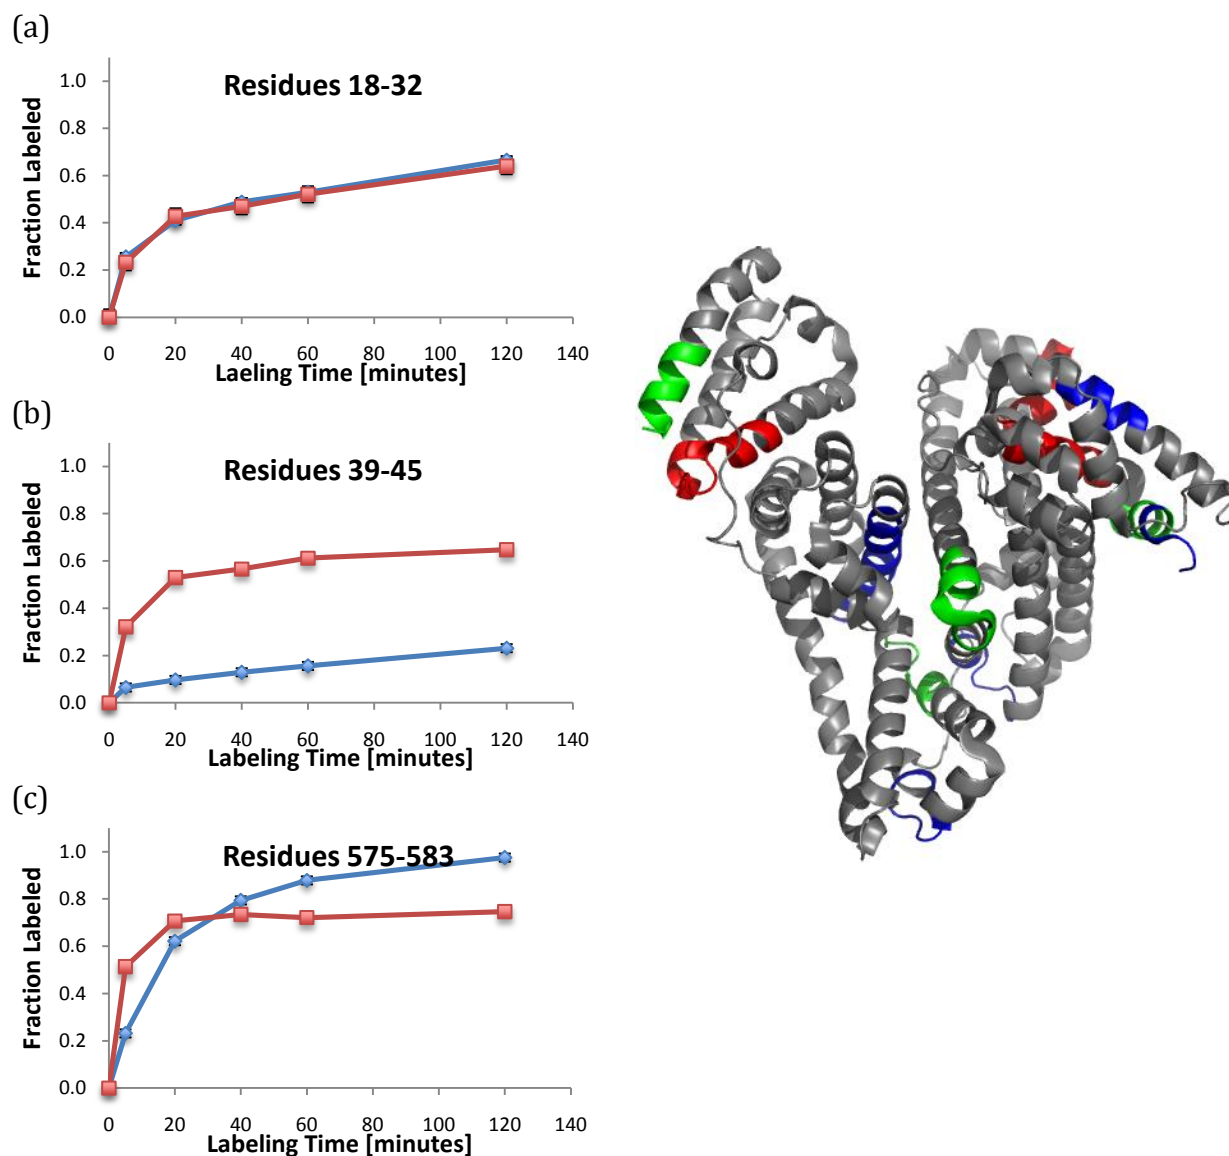 (a)
Residues 18-32
Fraction Labeled
1.0
0.8
0.6
0.4
0.2
0.0
0 20 40 60 80 100 120 140
Laeling Time [minutes]
(b)
Residues 39-45
Fraction Labeled
1.0
0.8
0.6
0.4
0.2
0.0
0 20 40 60 80 100 120 140
Labeling Time [minutes]
(c)
Residues 575-583
Fraction Labeled
1.0
0.8
0.6
0.4
0.2
0.0
0 20 40 60 80 100 120 140
Labeling Time [minutes]